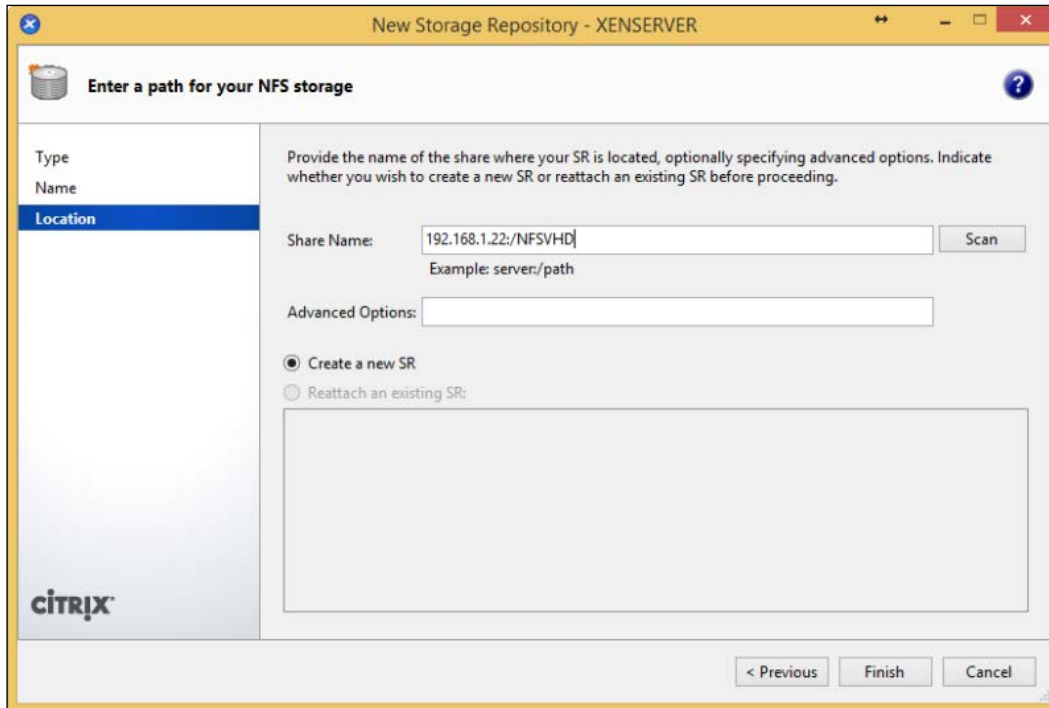 New Storage Repository - XENSERVER
Enter a path for your NFS storage
?
Type
Name
Location
Provide the name of the share where your SR is located, optionally specifying advanced options. Indicate
whether you wish to create a new SR or reattach an existing SR before proceeding.
Share Name: 192.168.1.22:/NFSVHD Scan
Example: server:/path
Advanced Options:
Create a new SR
Reattach an existing SR:
CİTRIX
< Previous Finish Cancel